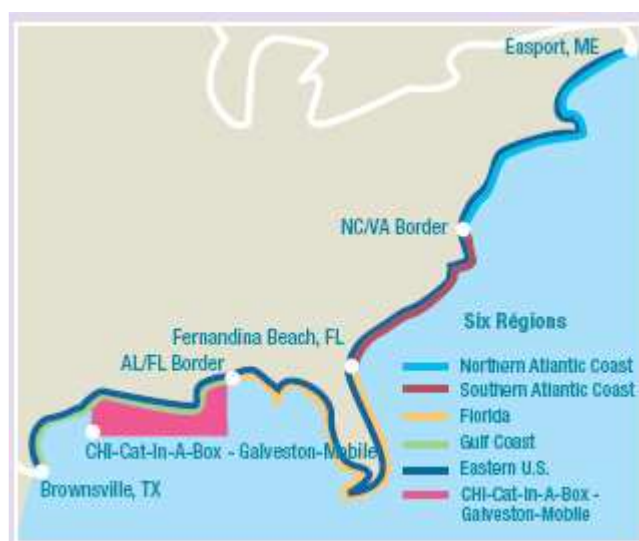 Easport, ME
NC/VA Border
Six Régions
Fernandina Beach, FL
AL/FL Border
Northern Atlantic Coast
Southern Atlantic Coast
Florida
Gulf Coast
CHI-Cat-In-A-Box - Galveston-Mobile
Eastern U.S.
Brownsville, TX
CHI-Cat-In-A-Box -
Galveston-Mobile